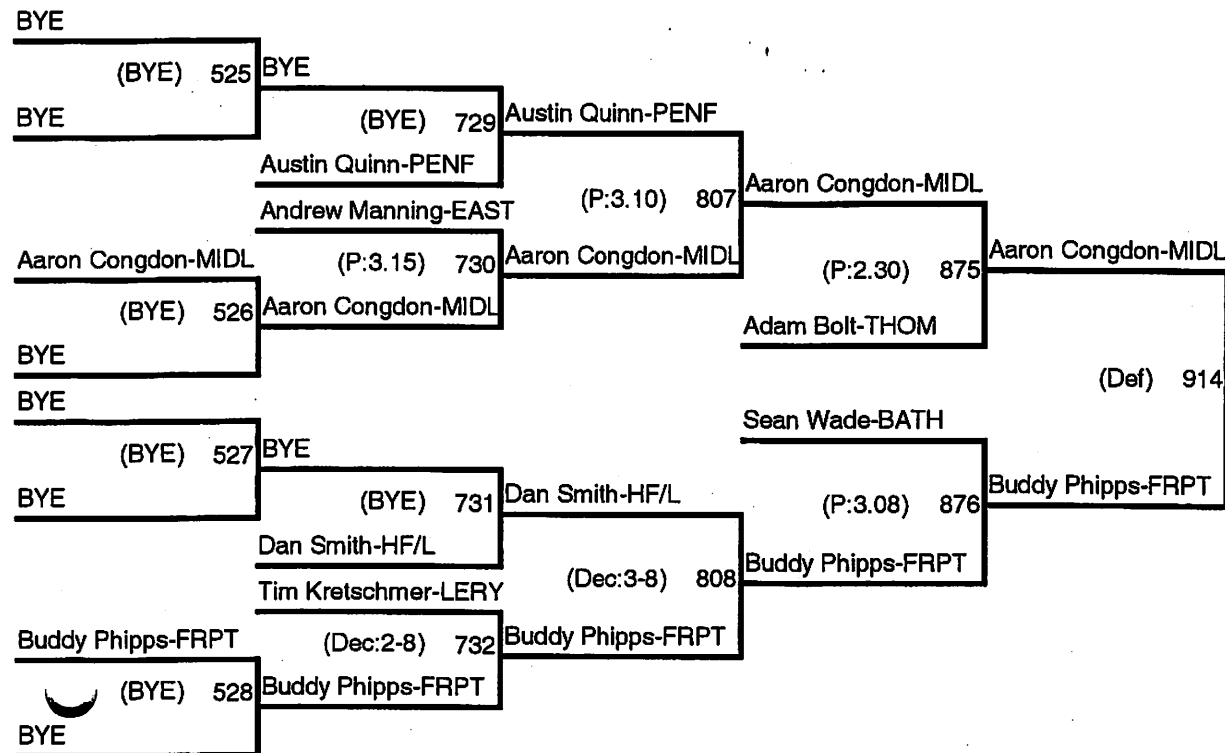 BYE
(BYE) 525 BYE
BYE
(BYE) 729 Austin Quinn-PENF
Austin Quinn-PENF
(P:3.10) 807 Aaron Congdon-MIDL
Andrew Manning-EAST
Aaron Congdon-MIDL
(P:3.15) 730 Aaron Congdon-MIDL
(BYE) 526 Aaron Congdon-MIDL
BYE
(P:2.30) 875 Aaron Congdon-MIDL
Adam Bolt-THOM
(Def) 914
BYE
(BYE) 527 BYE
BYE
(BYE) 731 Dan Smith-HF/L
Dan Smith-HF/L
Sean Wade-BATH
(P:3.08) 876 Buddy Phipps-FRPT
(Dec:3-8) 808 Buddy Phipps-FRPT
Tim Kretschmer-LERY
Buddy Phipps-FRPT
(Dec:2-8) 732 Buddy Phipps-FRPT
(BYE) 528 Buddy Phipps-FRPT
BYE